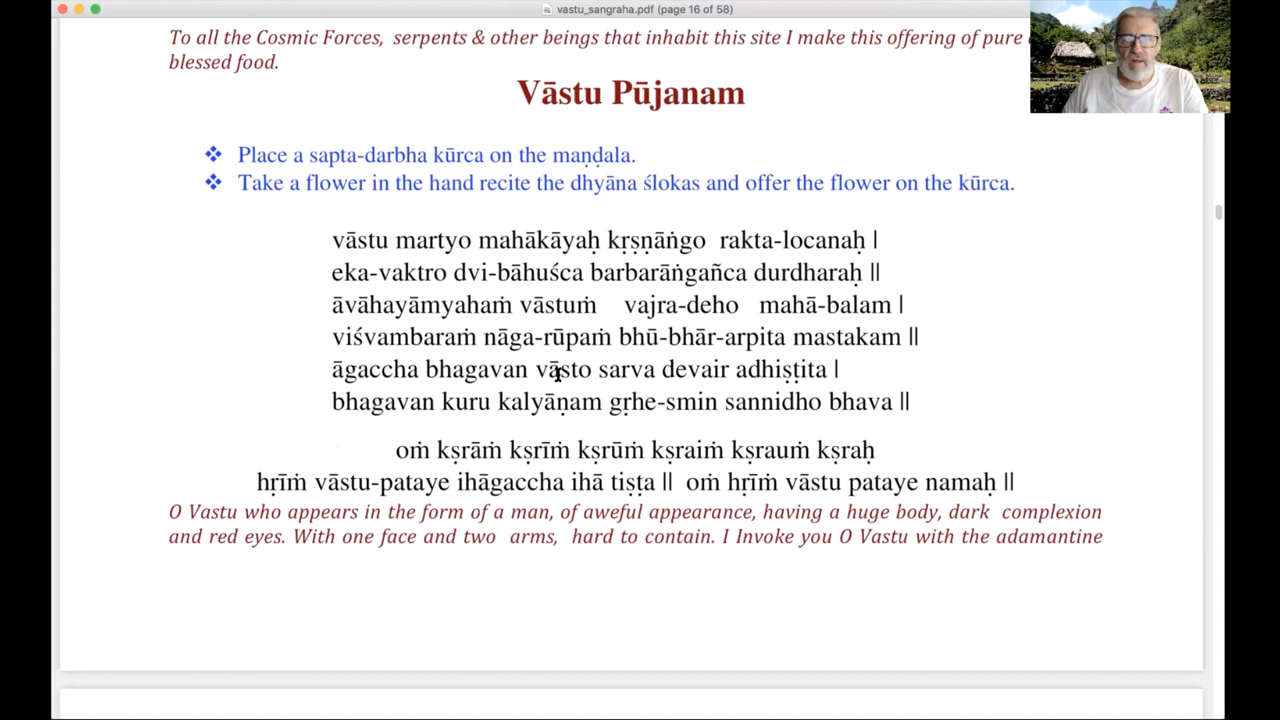 vastu_sangraha.pdf (page 16 of 58)
To all the Cosmic Forces, serpents & other beings that inhabit this site I make this offering of pure
blessed food.
Vāstu Pūjanam
❖ Place a sapta-darbha kūrca on the maṇḍala.
❖ Take a flower in the hand recite the dhyāna ślokas and offer the flower on the kūrca.
vāstu martyo mahākāyaḥ kṛṣṇāṅgo rakta-locanaḥ |
eka-vaktro dvi-bāhuśca barbarāṅgañca durdharaḥ ||
āvāhayāmyahaṁ vāstuṁ vajra-deho mahā-balam |
viśvambaraṁ nāga-rūpaṁ bhū-bhār-arpita mastakam ||
āgaccha bhagavan vāsto sarva devair adhiṣṭita |
bhagavan kuru kalyāṇam gṛhe-smin sannidho bhava ||
oṁ kṣrāṁ kṣrīṁ kṣrūṁ kṣraiṁ kṣrauṁ kṣraḥ
hṛīṁ vāstu-pataye ihāgaccha ihā tiṣṭa || oṁ hṛīṁ vāstu pataye namaḥ ||
O Vastu who appears in the form of a man, of aweful appearance, having a huge body, dark complexion
and red eyes. With one face and two arms, hard to contain. I Invoke you O Vastu with the adamantine